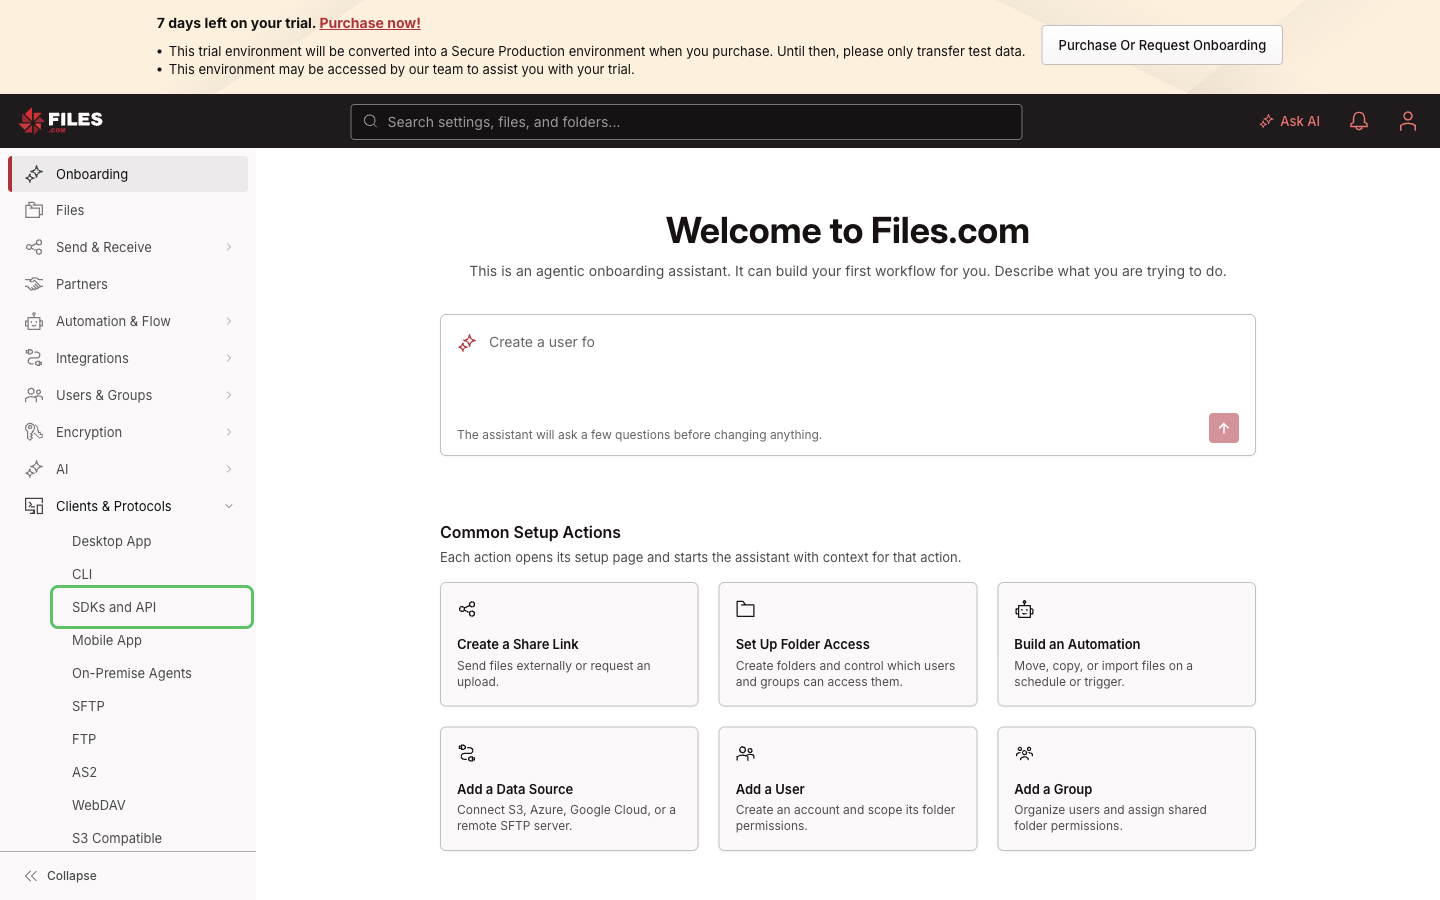 7 days left on your trial. Purchase now!
• This trial environment will be converted into a Secure Production environment when you purchase. Until then, please only transfer test data.
• This environment may be accessed by our team to assist you with your trial.
Purchase Or Request Onboarding
FILES
.COM
Search settings, files, and folders...
Ask AI
Onboarding
Files
Send & Receive
Partners
Automation & Flow
Integrations
Users & Groups
Encryption
AI
Clients & Protocols
Desktop App
CLI
SDKs and API
Mobile App
On-Premise Agents
SFTP
FTP
AS2
WebDAV
S3 Compatible
Collapse
Welcome to Files.com
This is an agentic onboarding assistant. It can build your first workflow for you. Describe what you are trying to do.
Create a user fo
The assistant will ask a few questions before changing anything.
Common Setup Actions
Each action opens its setup page and starts the assistant with context for that action.
Create a Share Link
Send files externally or request an
upload.
Set Up Folder Access
Create folders and control which users
and groups can access them.
Build an Automation
Move, copy, or import files on a
schedule or trigger.
Add a Data Source
Connect S3, Azure, Google Cloud, or a
remote SFTP server.
Add a User
Create an account and scope its folder
permissions.
Add a Group
Organize users and assign shared
folder permissions.